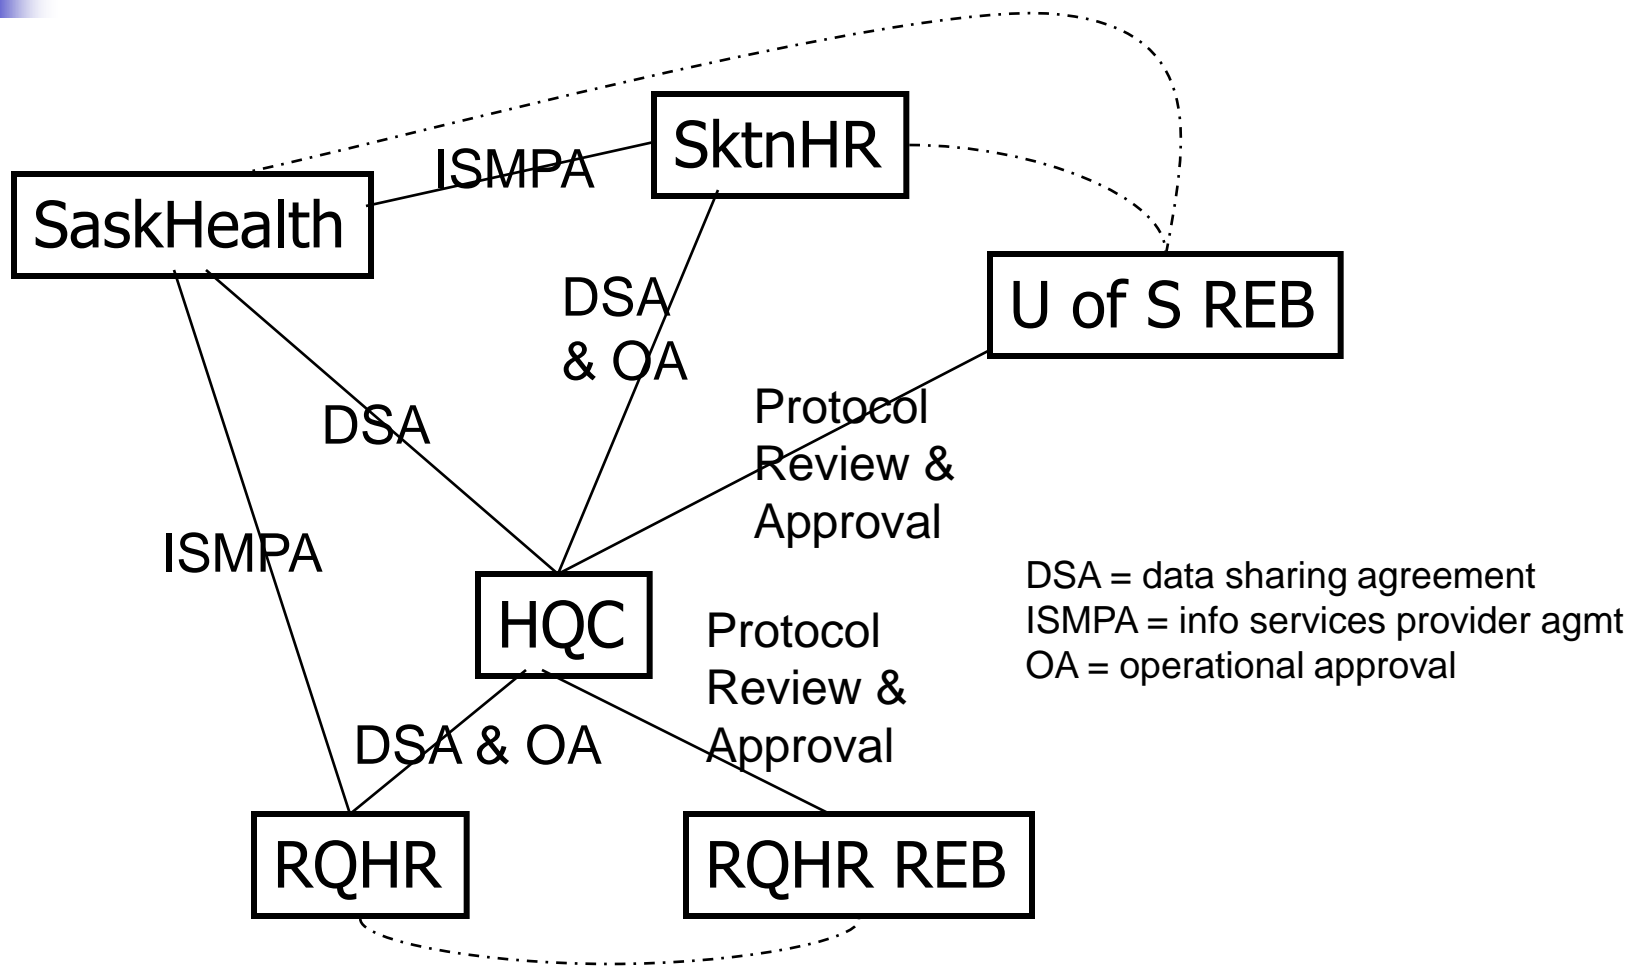 SktnHR
ISMPA
SaskHealth
DSA
& OA
U of S REB
DSA
Protocol
Review &
Approval
ISMPA
HQC
DSA = data sharing agreement
ISMPA = info services provider agmt
OA = operational approval
Protocol
Review &
Approval
DSA & OA
RQHR
RQHR REB